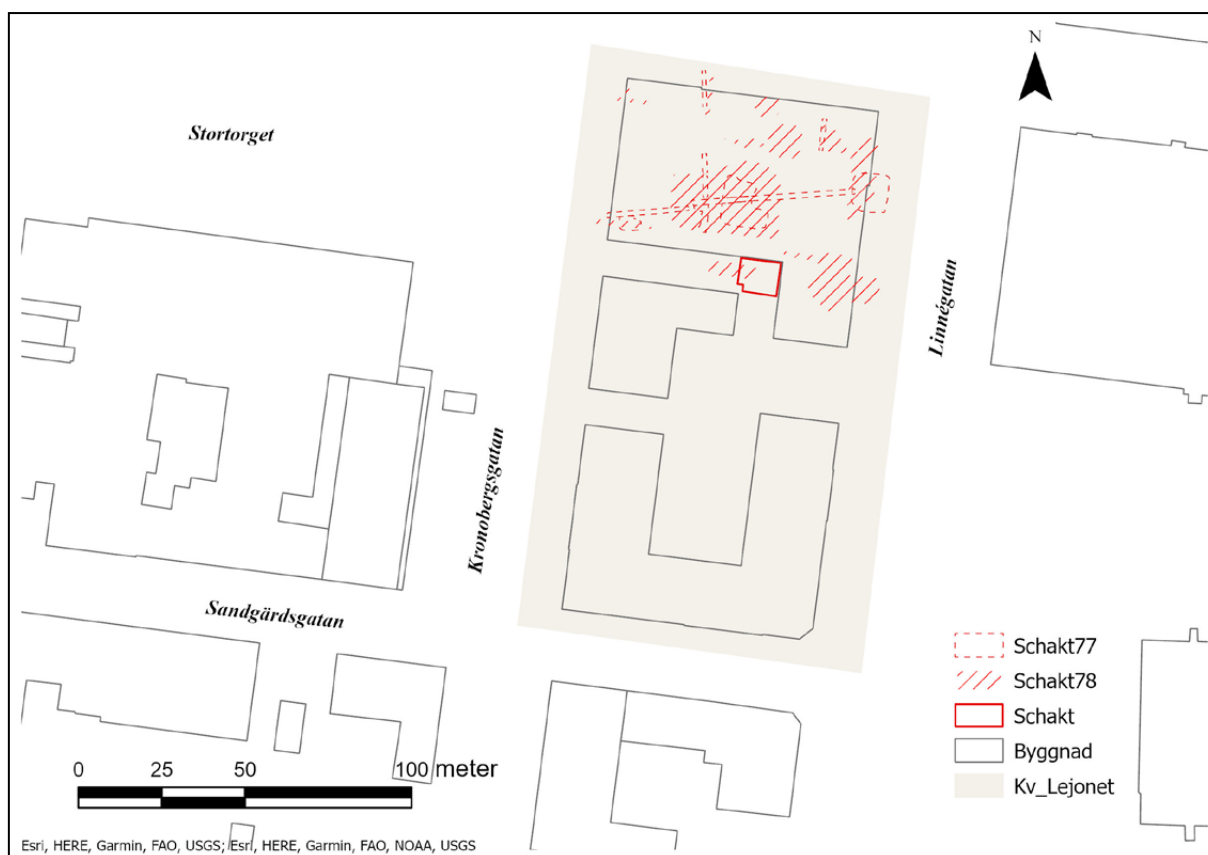 N
Stortorget
Linnégatan
Kronobergsgatan
Sandgärdsgatan
Schakt77
Schakt78
Schakt
Byggnad
Kv_Lejonet
0 25 50 100 meter
Esri, HERE, Garmin, FAO, USGS; Esri, HERE, Garmin, FAO, NOAA, USGS